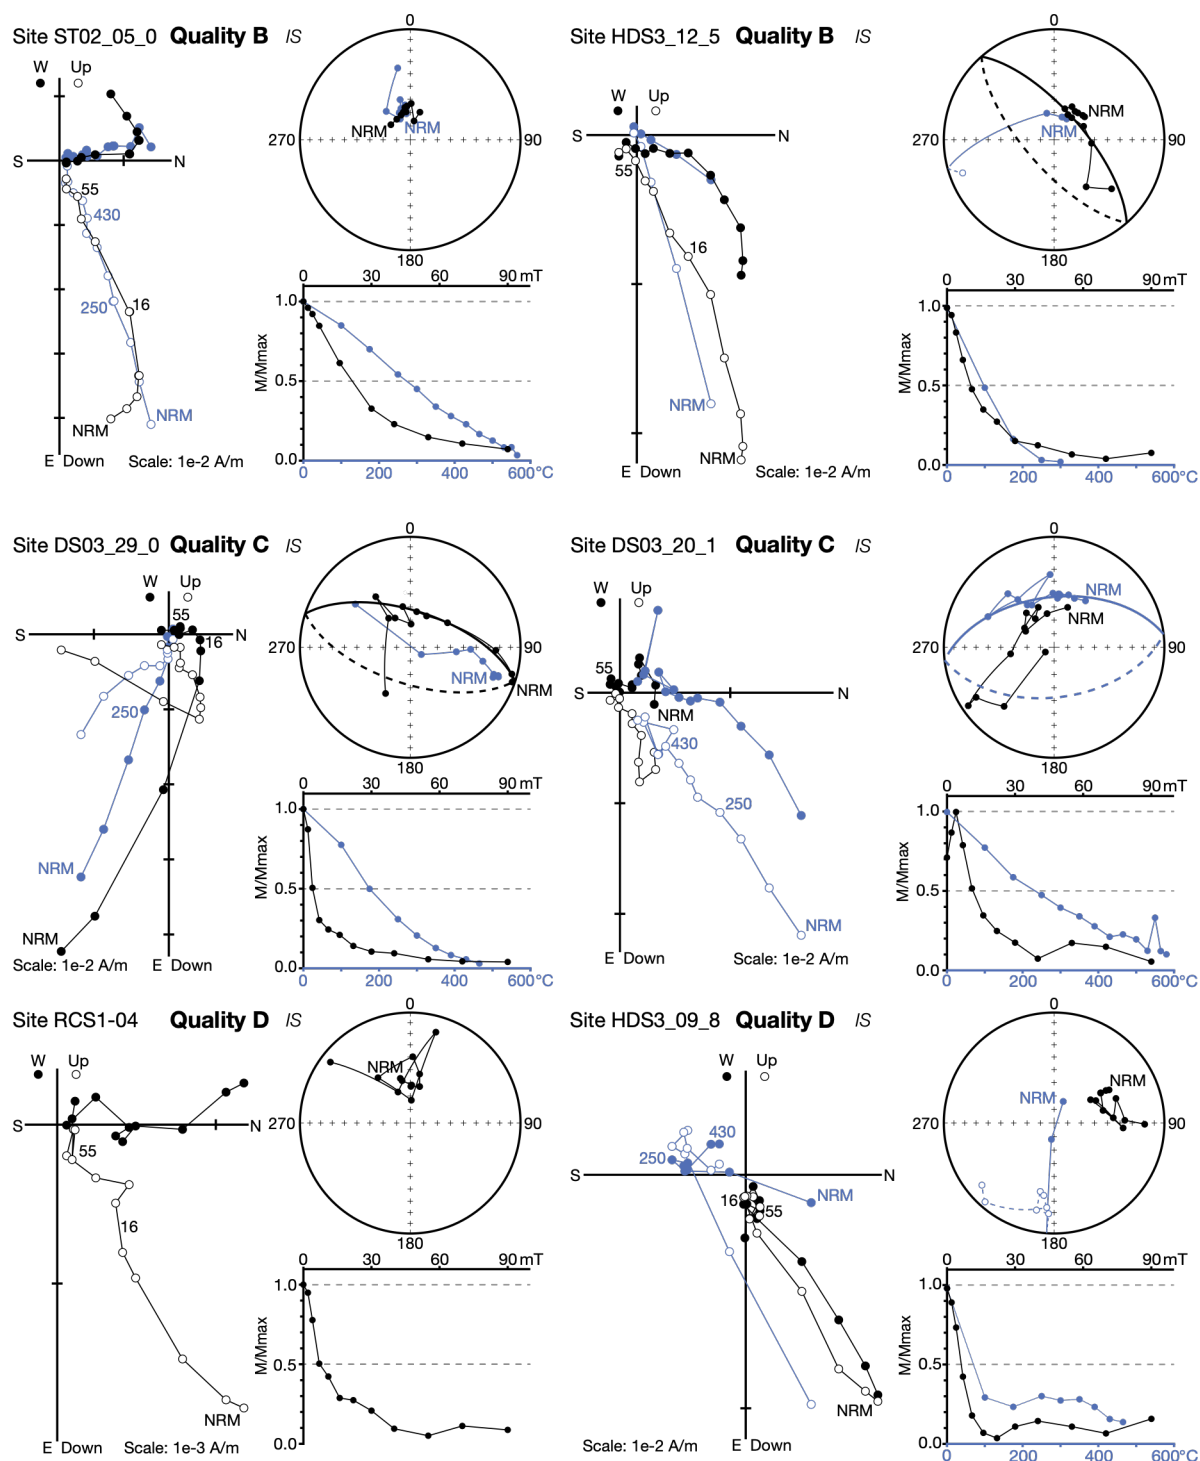 Site ST02_05_0 Quality B IS
W Up
S N
55
430
250
16
NRM
NRM
E Down Scale: 1e-2 A/m
0
270 90
180
NRM NRM
0 30 60 90 mT
1.0
0.5
0.0
M/Mmax
0 200 400 600°C
Site HDS3_12_5 Quality B IS
W Up
S N
55
16
NRM
NRM
E Down Scale: 1e-2 A/m
0
270 90
180
NRM
NRM
0 30 60 90 mT
1.0
0.5
0.0
M/Mmax
0 200 400 600°C
Site DS03_29_0 Quality C IS
W Up
S N
55
16
250
NRM
NRM
Scale: 1e-2 A/m E Down
0
270 90
180
NRM
NRM
0 30 60 90 mT
1.0
0.5
0.0
M/Mmax
0 200 400 600°C
Site DS03_20_1 Quality C IS
W Up
55
N
NRM
430
250
NRM
E Down Scale: 1e-2 A/m
0
270 90
180
NRM
NRM
0 30 60 90 mT
1.0
0.5
0.0
M/Mmax
0 200 400 600°C
Site RCS1-04 Quality D IS
W Up
S N
55
16
NRM
E Down Scale: 1e-3 A/m
0
270 90
180
NRM
0 30 60 90 mT
1.0
0.5
0.0
M/Mmax
Site HDS3_09_8 Quality D IS
W Up
430
250
S N
NRM
16
55
NRM
Scale: 1e-2 A/m E Down
0
270 90
180
NRM
NRM
0 30 60 90 mT
1.0
0.5
0.0
M/Mmax
0 200 400 600°C